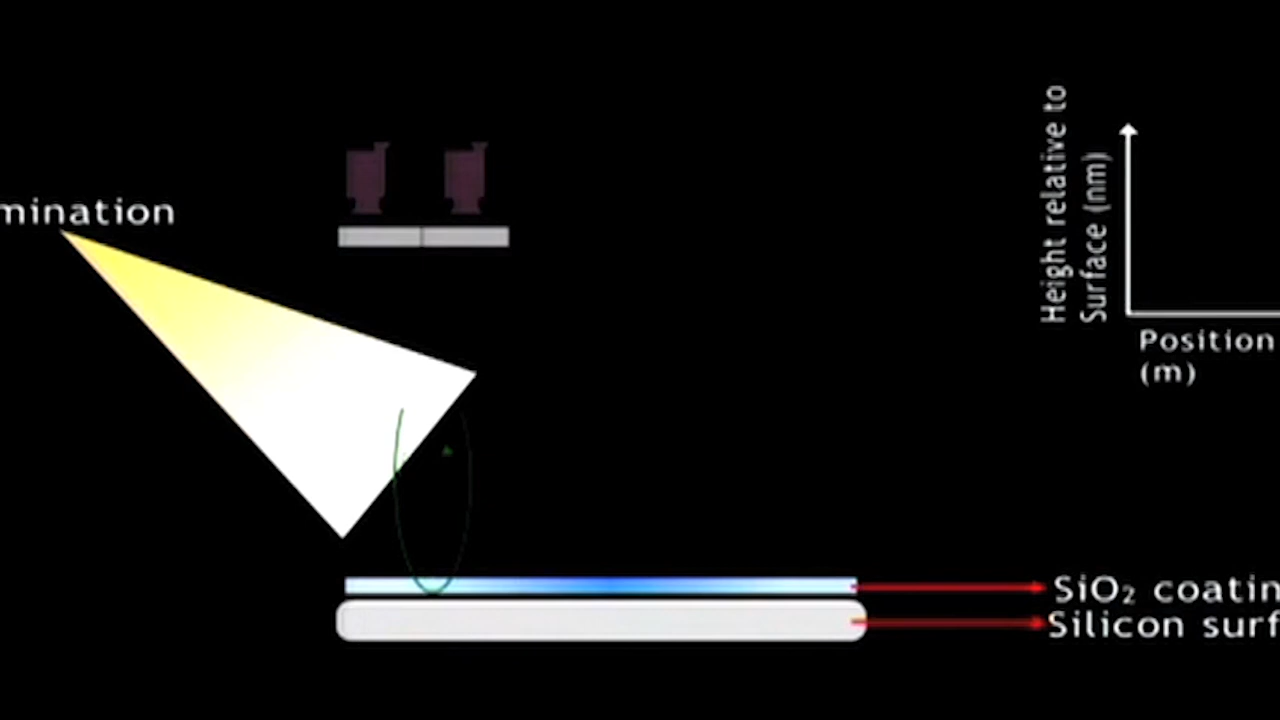 mination
Height relative to
Surface (nm)
Position
(m)
SiO₂ coatin
Silicon surf